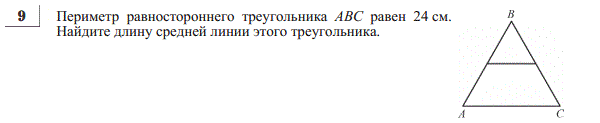 9 Периметр равностороннего треугольника ABC равен 24 см.
Найдите длину средней линии этого треугольника.
B
A C